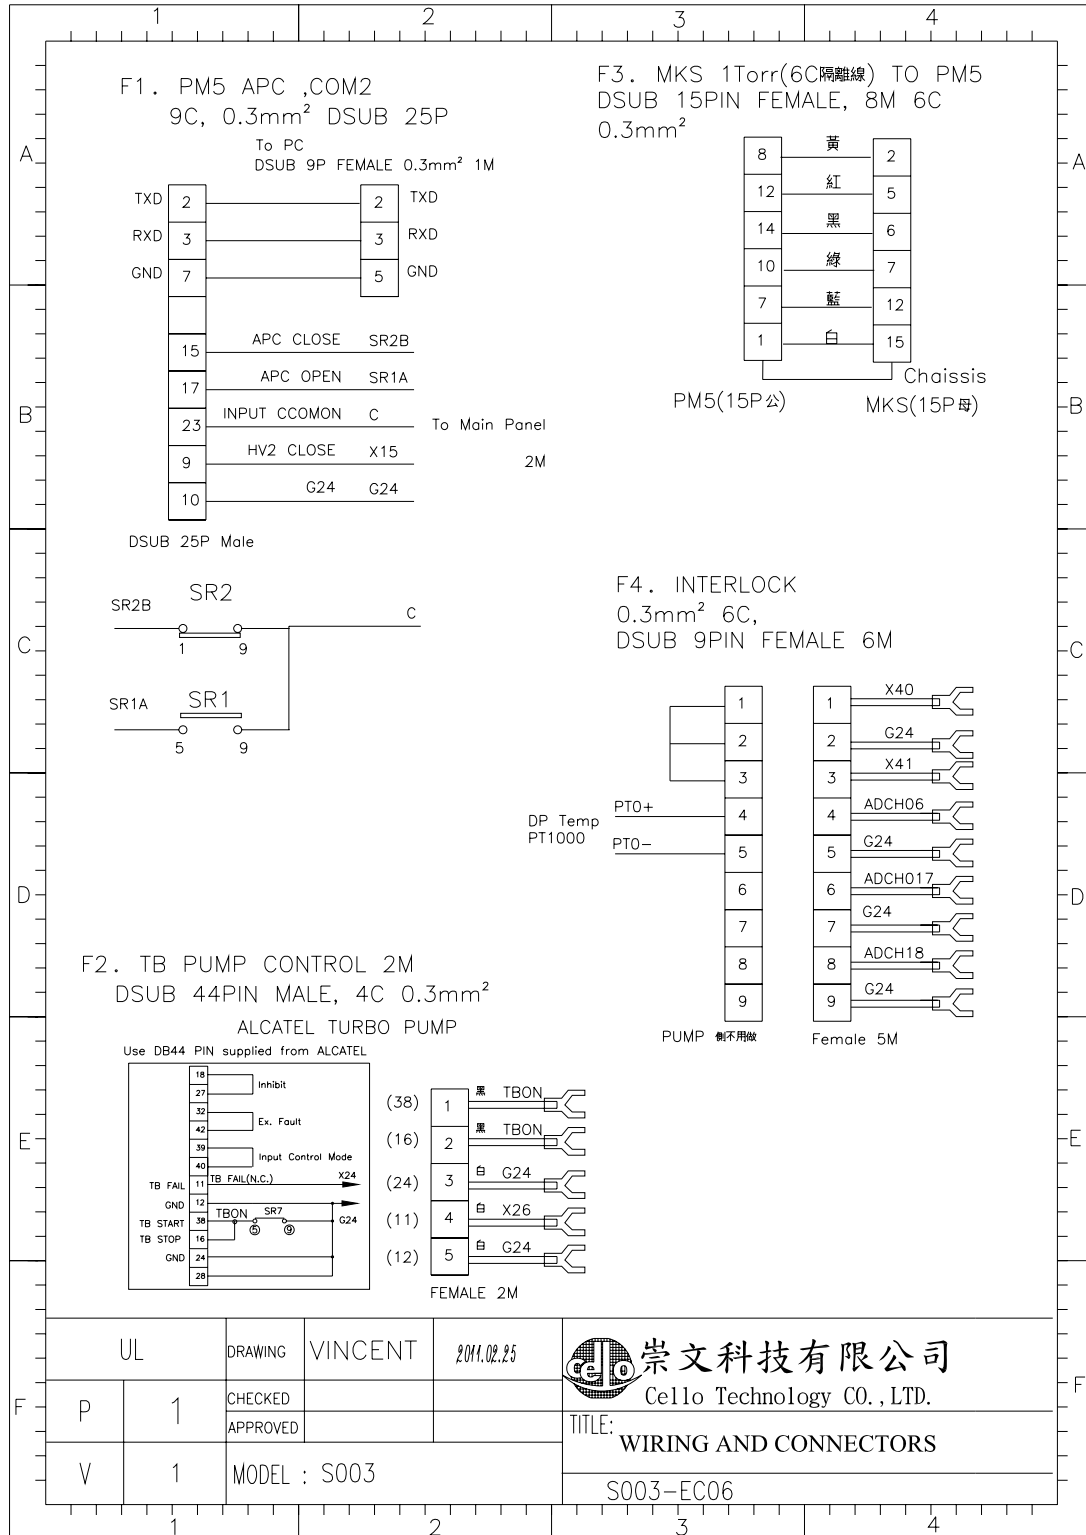 1 2 3 4
A
B
C
D
E
F
F1. PM5 APC ,COM2
9C, 0.3mm² DSUB 25P
To PC
DSUB 9P FEMALE 0.3mm² 1M
TXD 2 2 TXD
RXD 3 3 RXD
GND 7 5 GND
15 APC CLOSE SR2B
17 APC OPEN SR1A
23 INPUT CCOMON C
9 HV2 CLOSE X15
10 G24 G24
To Main Panel
2M
DSUB 25P Male
SR2B SR2 C
1 9
SR1A SR1
5 9
F3. MKS 1Torr(6C隔離線) TO PM5
DSUB 15PIN FEMALE, 8M 6C
0.3mm²
8 黃 2
12 紅 5
14 黑 6
10 綠 7
7 藍 12
1 白 15
Chaissis
PM5(15P公) MKS(15P母)
F4. INTERLOCK
0.3mm² 6C,
DSUB 9PIN FEMALE 6M
1 1 X40
2 2 G24
3 3 X41
PT0+ 4 4 ADCH06
DP Temp
PT1000
PT0- 5 5 G24
6 6 ADCH017
7 7 G24
8 8 ADCH18
9 9 G24
PUMP 側不用做 Female 5M
F2. TB PUMP CONTROL 2M
DSUB 44PIN MALE, 4C 0.3mm²
ALCATEL TURBO PUMP
Use DB44 PIN supplied from ALCATEL
18
27 Inhibit
32
42 Ex. Fault
39
40 Input Control Mode
TB FAIL 11 TB FAIL(N.C.) X24
GND 12
TB START 38 TBON SR7 G24
⑤ ⑨
TB STOP 16
GND 24
28
(38) 1 黑 TBON
(16) 2 黑 TBON
(24) 3 白 G24
(11) 4 白 X26
(12) 5 白 G24
FEMALE 2M
UL DRAWING VINCENT 2011.02.25
P 1 CHECKED
APPROVED
V 1 MODEL : S003
cello 崇文科技有限公司
Cello Technology CO.,LTD.
TITLE: WIRING AND CONNECTORS
S003-EC06
A
B
C
D
E
F
1 2 3 4